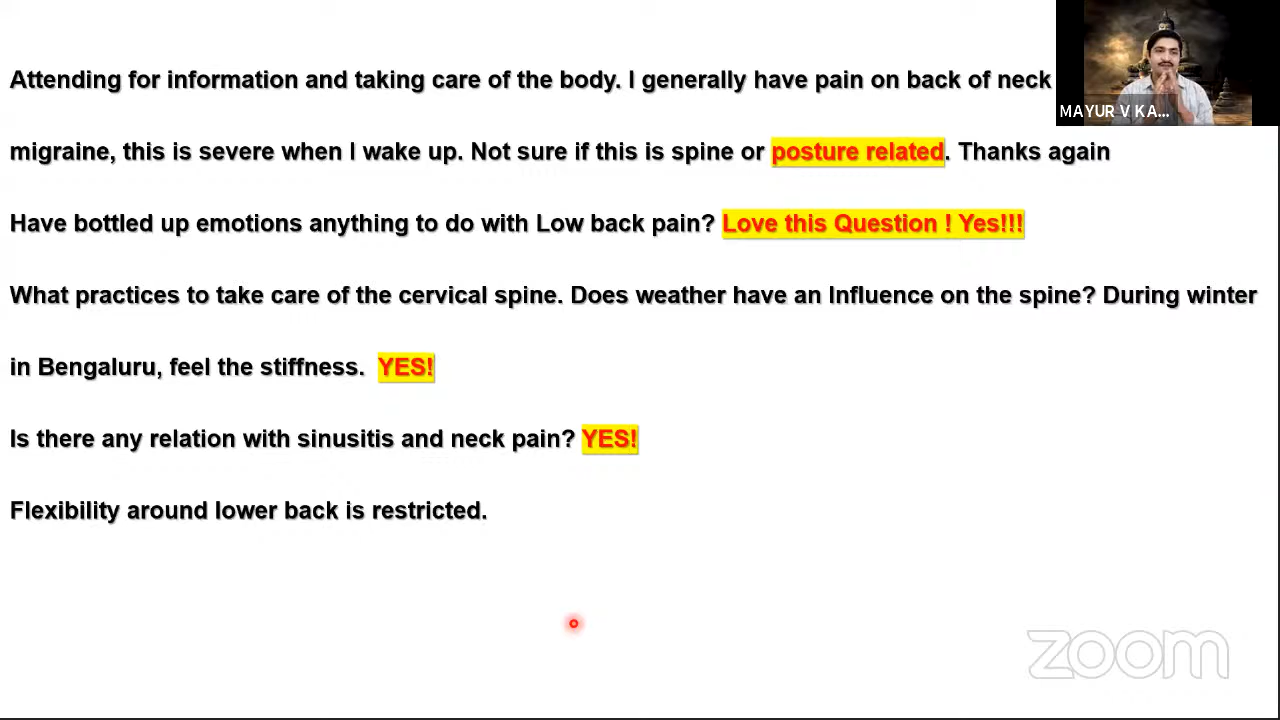 Attending for information and taking care of the body. I generally have pain on back of neck
migraine, this is severe when I wake up. Not sure if this is spine or posture related. Thanks again
Have bottled up emotions anything to do with Low back pain? Love this Question ! Yes!!!
What practices to take care of the cervical spine. Does weather have an Influence on the spine? During winter
in Bengaluru, feel the stiffness. YES!
Is there any relation with sinusitis and neck pain? YES!
Flexibility around lower back is restricted.
MAYUR V KA...
zoom